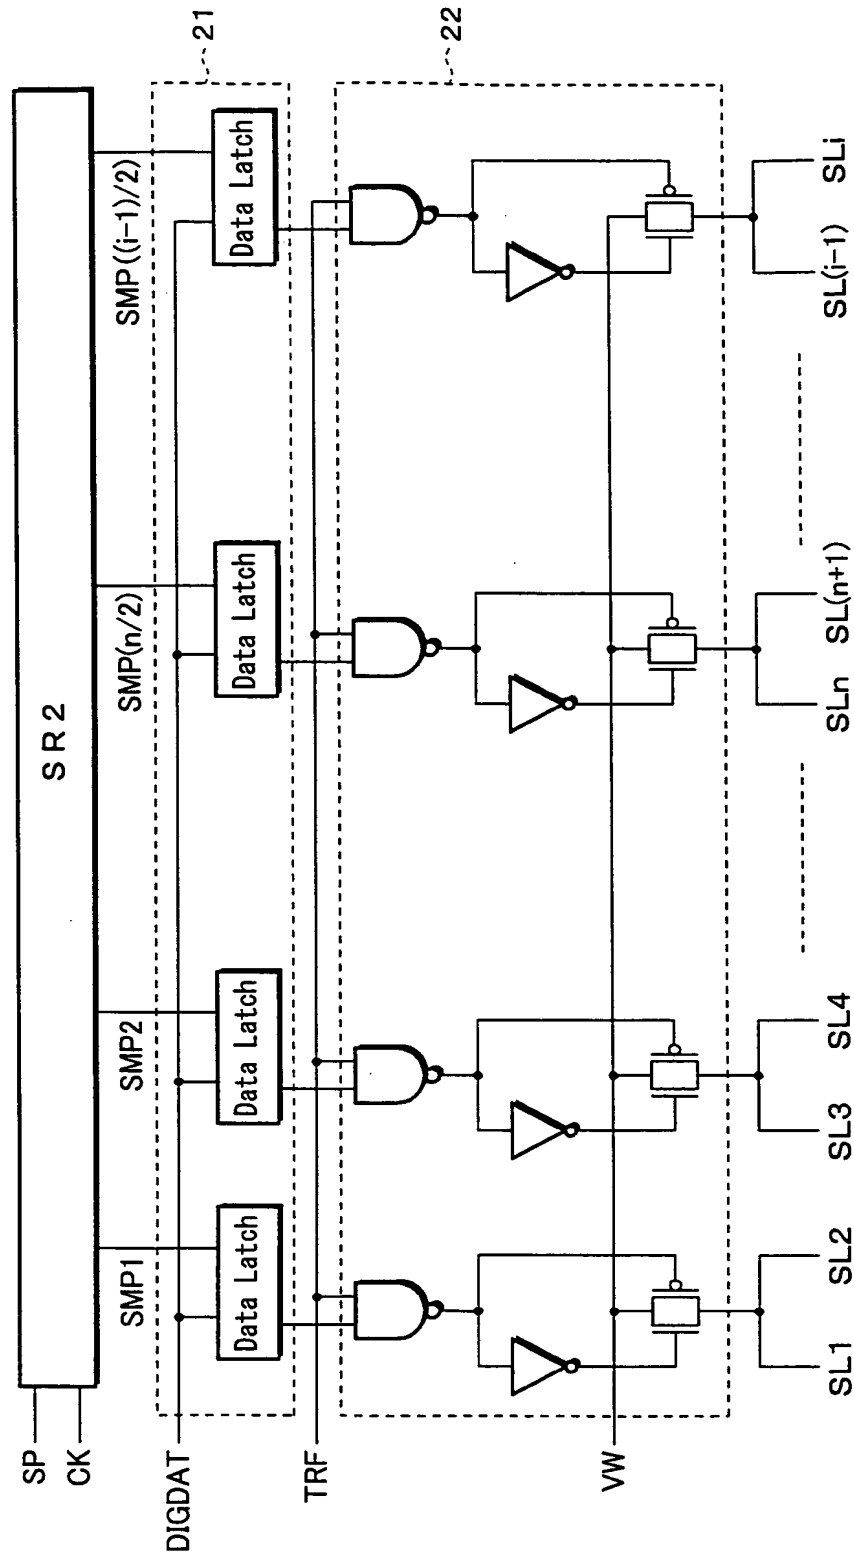 SR2
SP
CK
SMP1
SMP2
SMP(n/2)
SMP((i-1)/2)
21
DIGDAT
Data Latch
Data Latch
Data Latch
Data Latch
TRF
22
VW
SL1
SL2
SL3
SL4
SLn
SL(n+1)
SL(i-1)
SLi